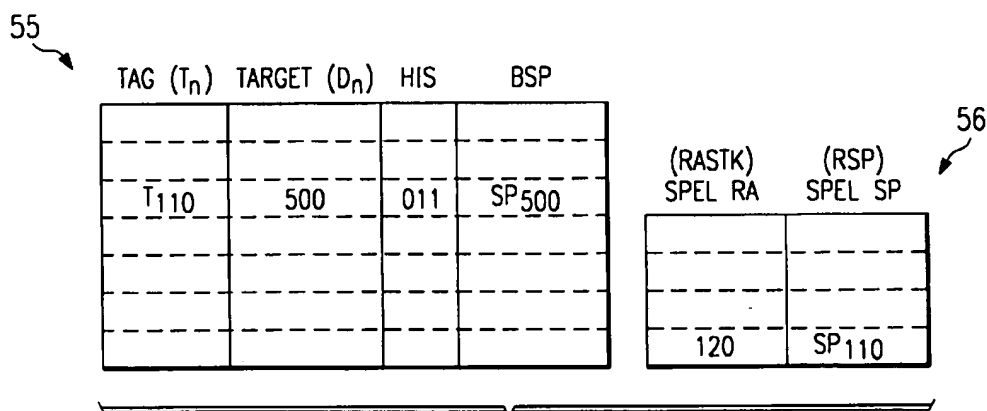 55
TAG (Tn) TARGET (Dn) HIS BSP
T110 500 011 SP500
56
(RASTK) (RSP)
SPEL RA SPEL SP
120 SP110